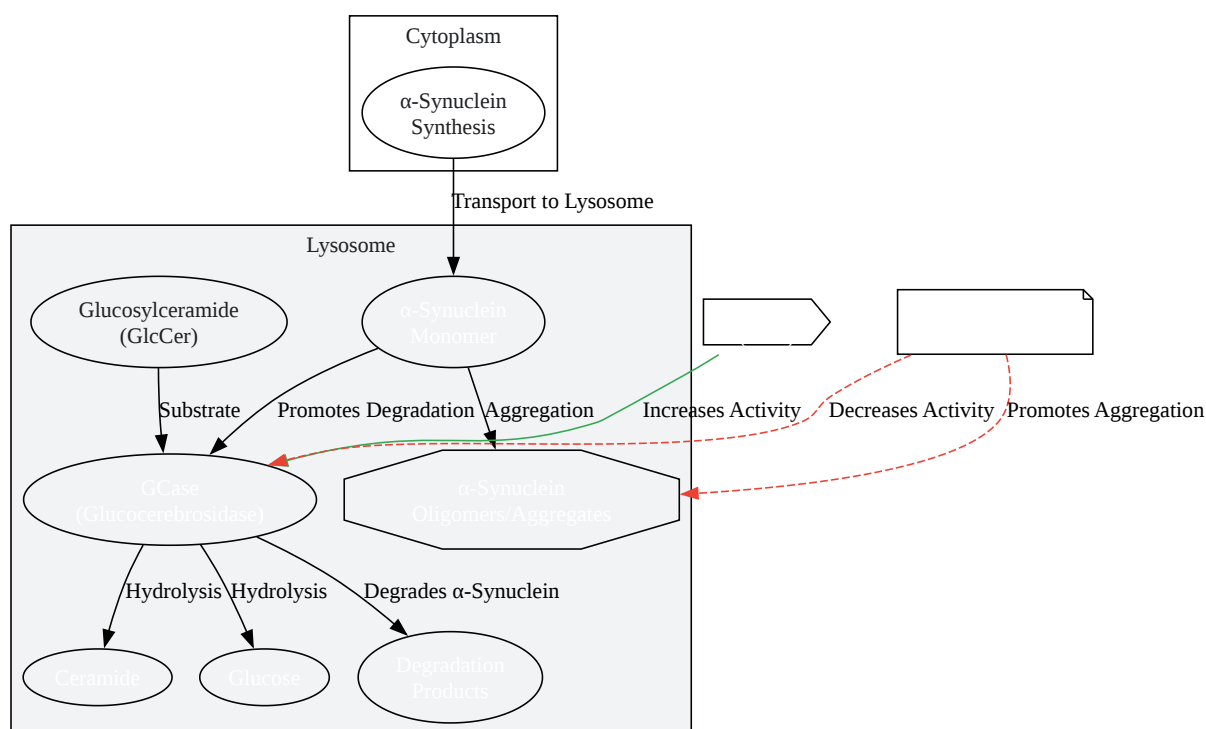 Cytoplasm
α-Synuclein
Synthesis
Transport to Lysosome
Lysosome
Glucosylceramide
(GlcCer)
α-Synuclein
Monomer
Substrate
Promotes Degradation
Aggregation
Increases Activity
Decreases Activity
Promotes Aggregation
GCase
(Glucocerebrosidase)
α-Synuclein
Oligomers/Aggregates
Hydrolysis
Hydrolysis
Degrades α-Synuclein
Ceramide
Glucose
Degradation
Products